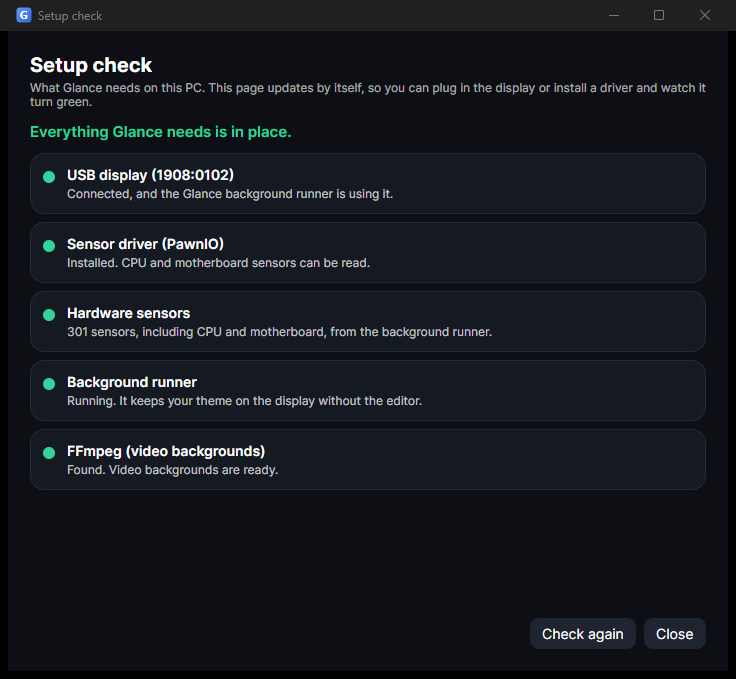 G Setup check
Setup check
What Glance needs on this PC. This page updates by itself, so you can plug in the display or install a driver and watch it
turn green.
Everything Glance needs is in place.
USB display (1908:0102)
Connected, and the Glance background runner is using it.
Sensor driver (PawnIO)
Installed. CPU and motherboard sensors can be read.
Hardware sensors
301 sensors, including CPU and motherboard, from the background runner.
Background runner
Running. It keeps your theme on the display without the editor.
FFmpeg (video backgrounds)
Found. Video backgrounds are ready.
Check again Close